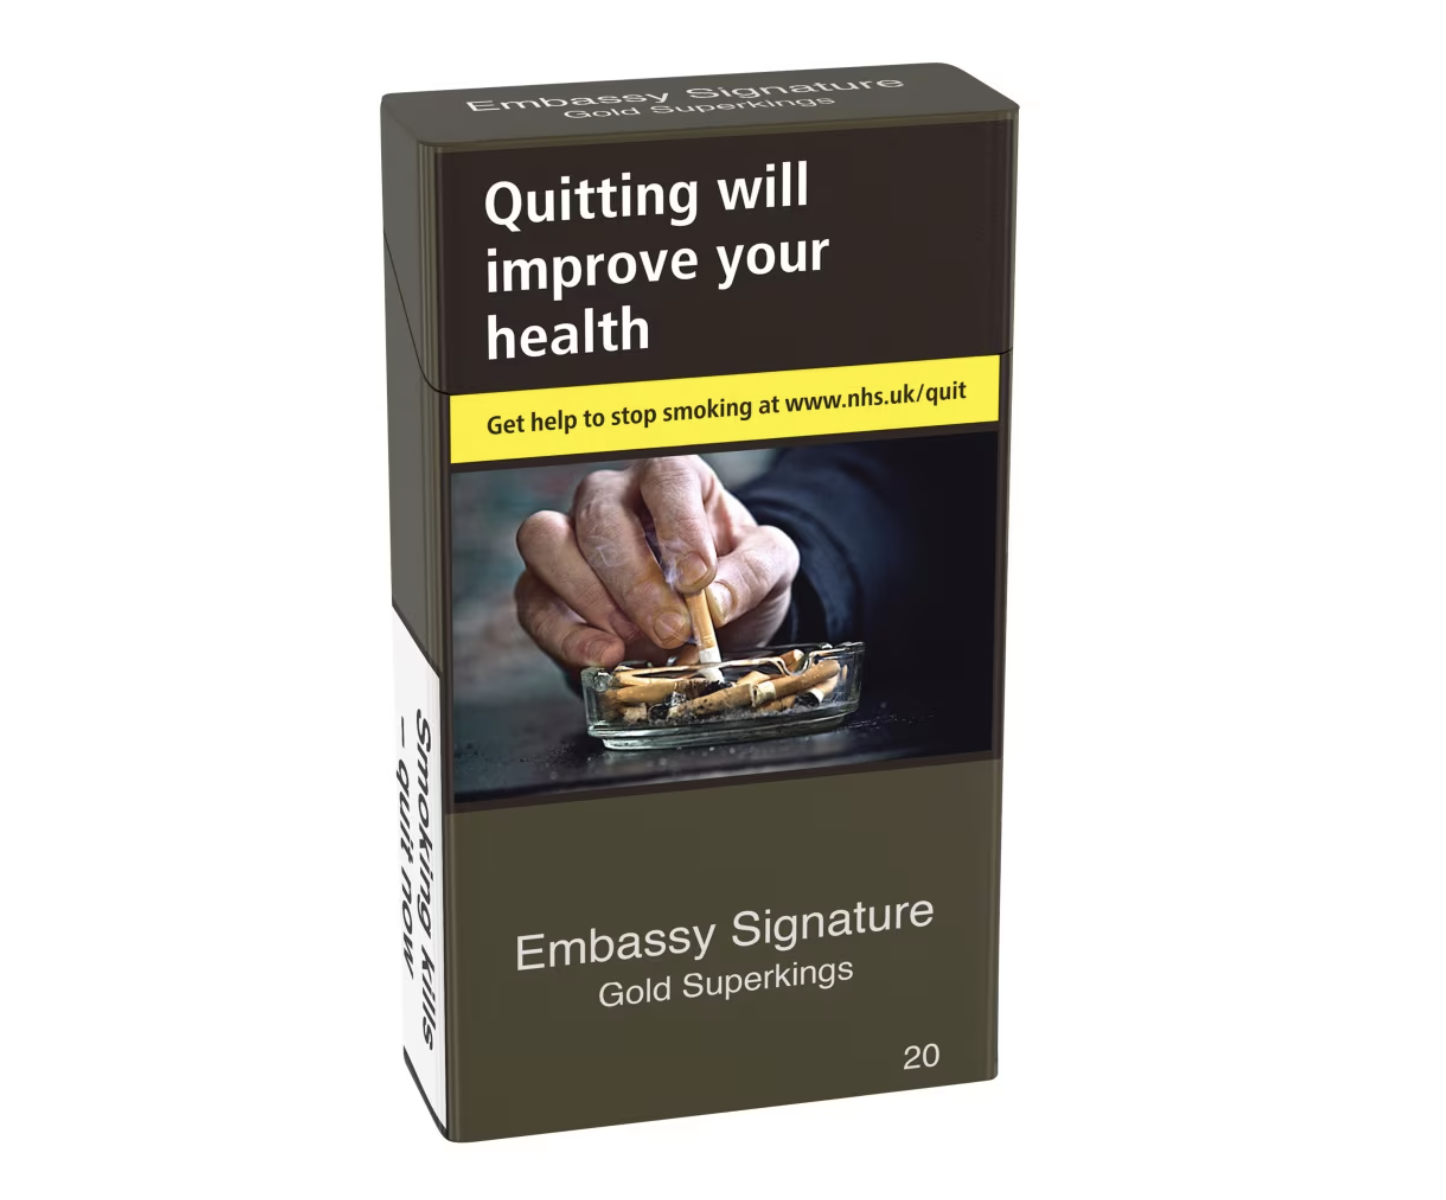 Embassy Signature
Gold Superkings
Quitting will
improve your
health
Get help to stop smoking at www.nhs.uk/quit
Embassy Signature
Gold Superkings
20
Smoking kills
– quit now